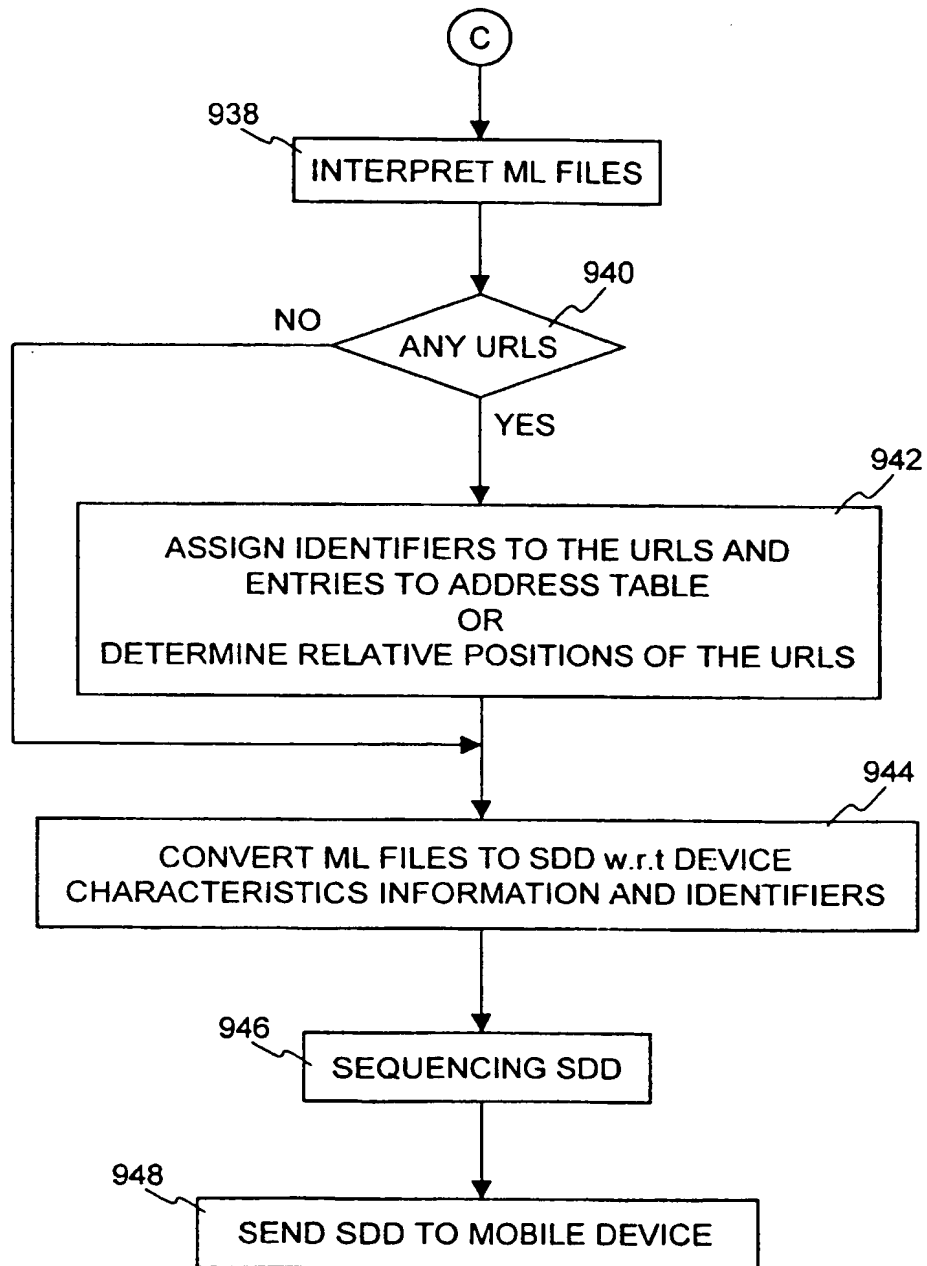 C
938
INTERPRET ML FILES
940
NO
ANY URLS
YES
942
ASSIGN IDENTIFIERS TO THE URLS AND
ENTRIES TO ADDRESS TABLE
OR
DETERMINE RELATIVE POSITIONS OF THE URLS
944
CONVERT ML FILES TO SDD w.r.t DEVICE
CHARACTERISTICS INFORMATION AND IDENTIFIERS
946
SEQUENCING SDD
948
SEND SDD TO MOBILE DEVICE